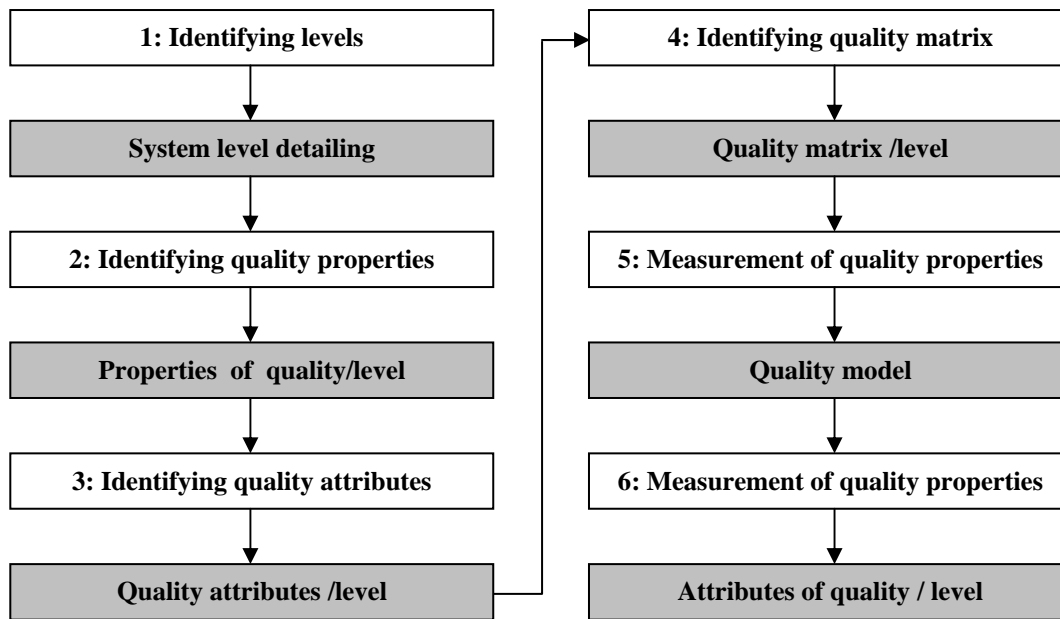 1: Identifying levels
System level detailing
2: Identifying quality properties
Properties of quality/level
3: Identifying quality attributes
Quality attributes /level
4: Identifying quality matrix
Quality matrix /level
5: Measurement of quality properties
Quality model
6: Measurement of quality properties
Attributes of quality / level